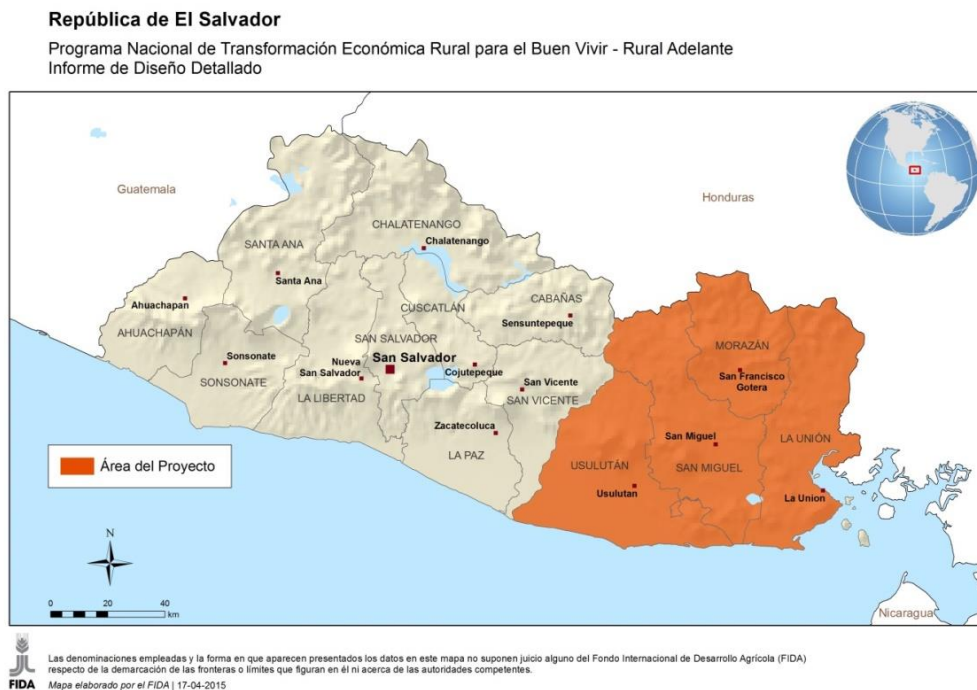 República de El Salvador
Programa Nacional de Transformación Económica Rural para el Buen Vivir - Rural Adelante
Informe de Diseño Detallado
Guatemala
Honduras
CHALATENANGO
Chalatenango
SANTA ANA
Santa Ana
Ahuachapan
AHUACHAPÁN
CUSCATLÁN
CABAÑAS
Sensuntepeque
SAN SALVADOR
San Salvador
Sonsonate
SONSONATE
Nueva
San Salvador
LA LIBERTAD
Cojutepeque
San Vicente
SAN VICENTE
Zacatecoluca
LA PAZ
MORAZÁN
San Francisco
Gotera
San Miguel
SAN MIGUEL
LA UNIÓN
La Union
USULUTÁN
Usulutan
Área del Proyecto
N
0 20 40
km
Nicaragua
Las denominaciones empleadas y la forma en que aparecen presentados los datos en este mapa no suponen juicio alguno del Fondo Internacional de Desarrollo Agrícola (FIDA)
respecto de la demarcación de las fronteras o límites que figuran en él ni acerca de las autoridades competentes.
FIDA
Mapa elaborado por el FIDA | 17-04-2015